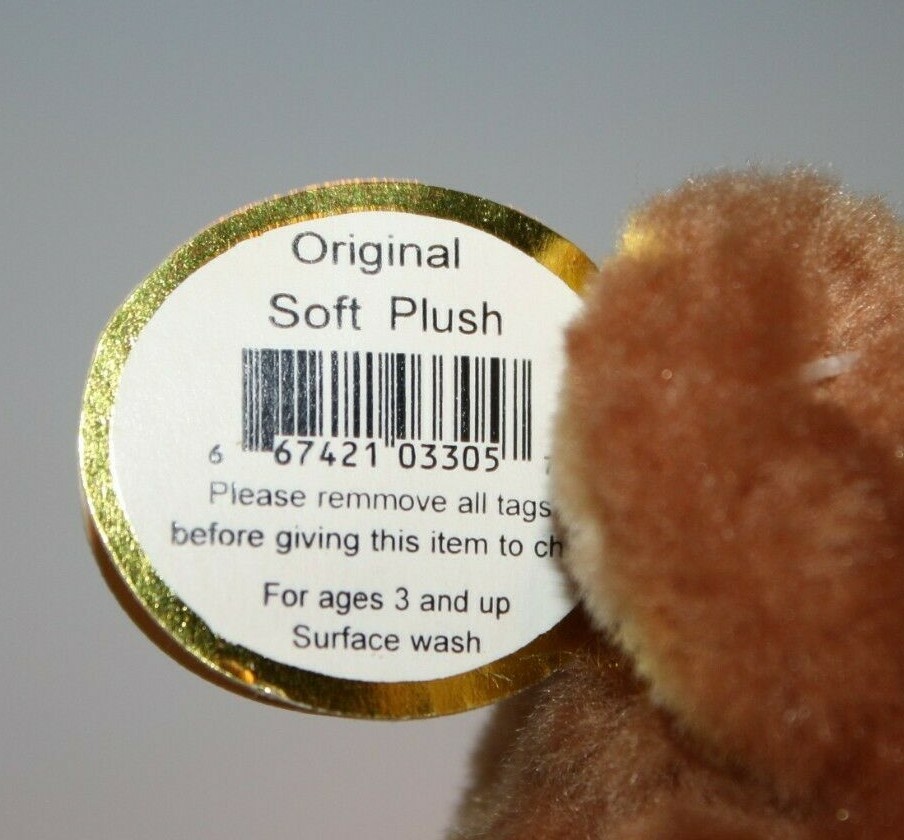 Original
Soft Plush
6 67421 03305 7
Please remmove all tags
before giving this item to ch
For ages 3 and up
Surface wash